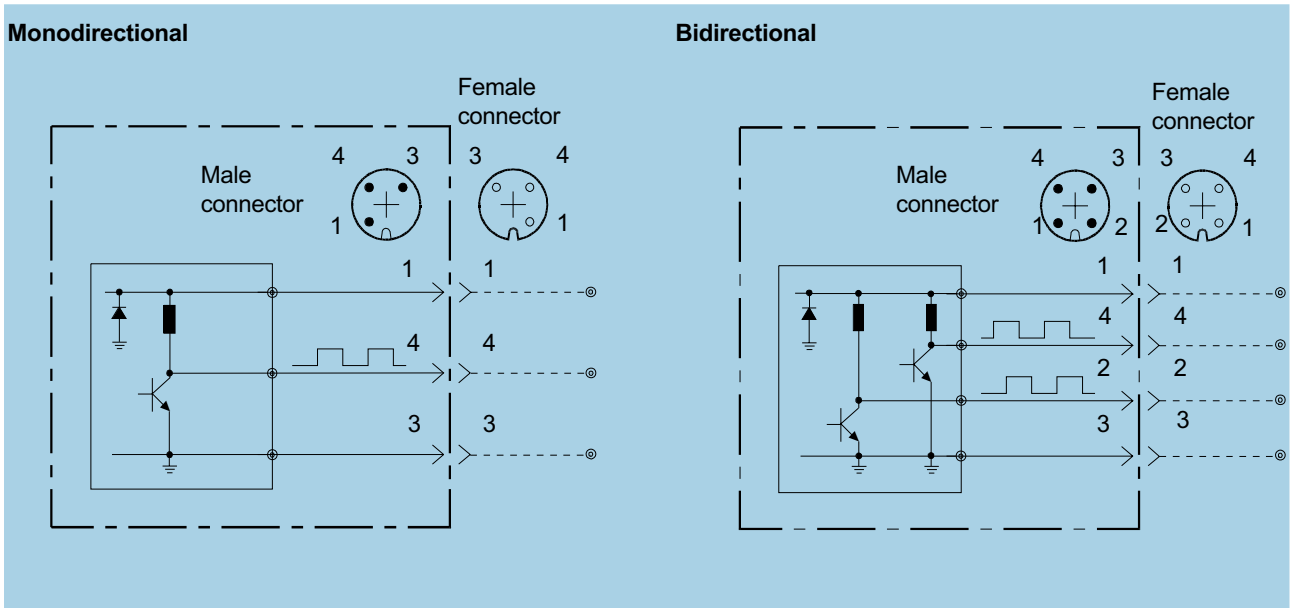 Monodirectional
Female
connector
4 3 3 4
Male
connector
1 1
1 1
4 4
3 3
Bidirectional
Female
connector
4 3 3 4
Male
connector
1 2 2 1
1 1
4 4
2 2
3 3